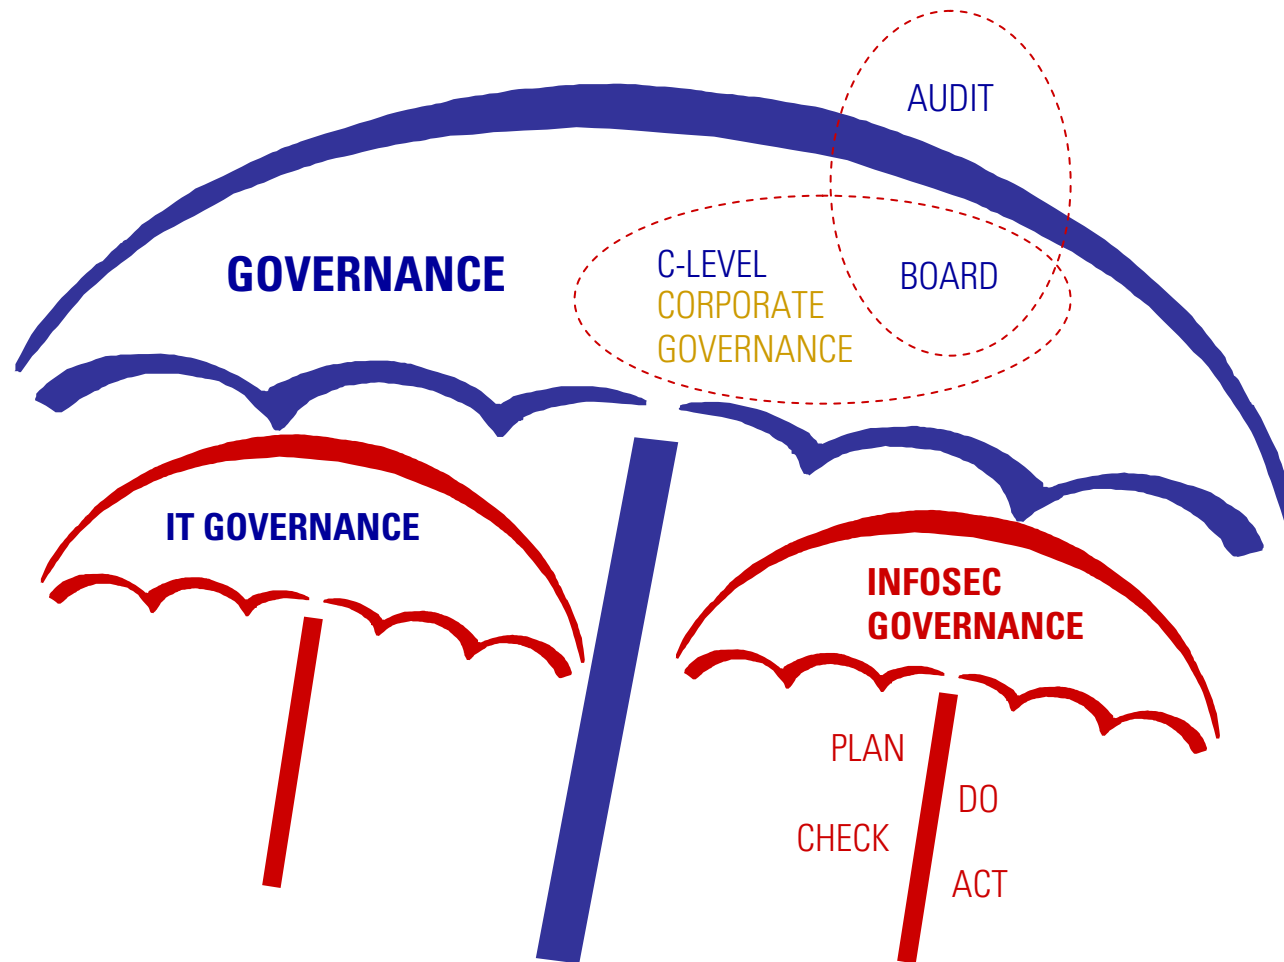 AUDIT
GOVERNANCE
C-LEVEL
CORPORATE
GOVERNANCE
BOARD
IT GOVERNANCE
INFOSEC
GOVERNANCE
PLAN
DO
CHECK
ACT